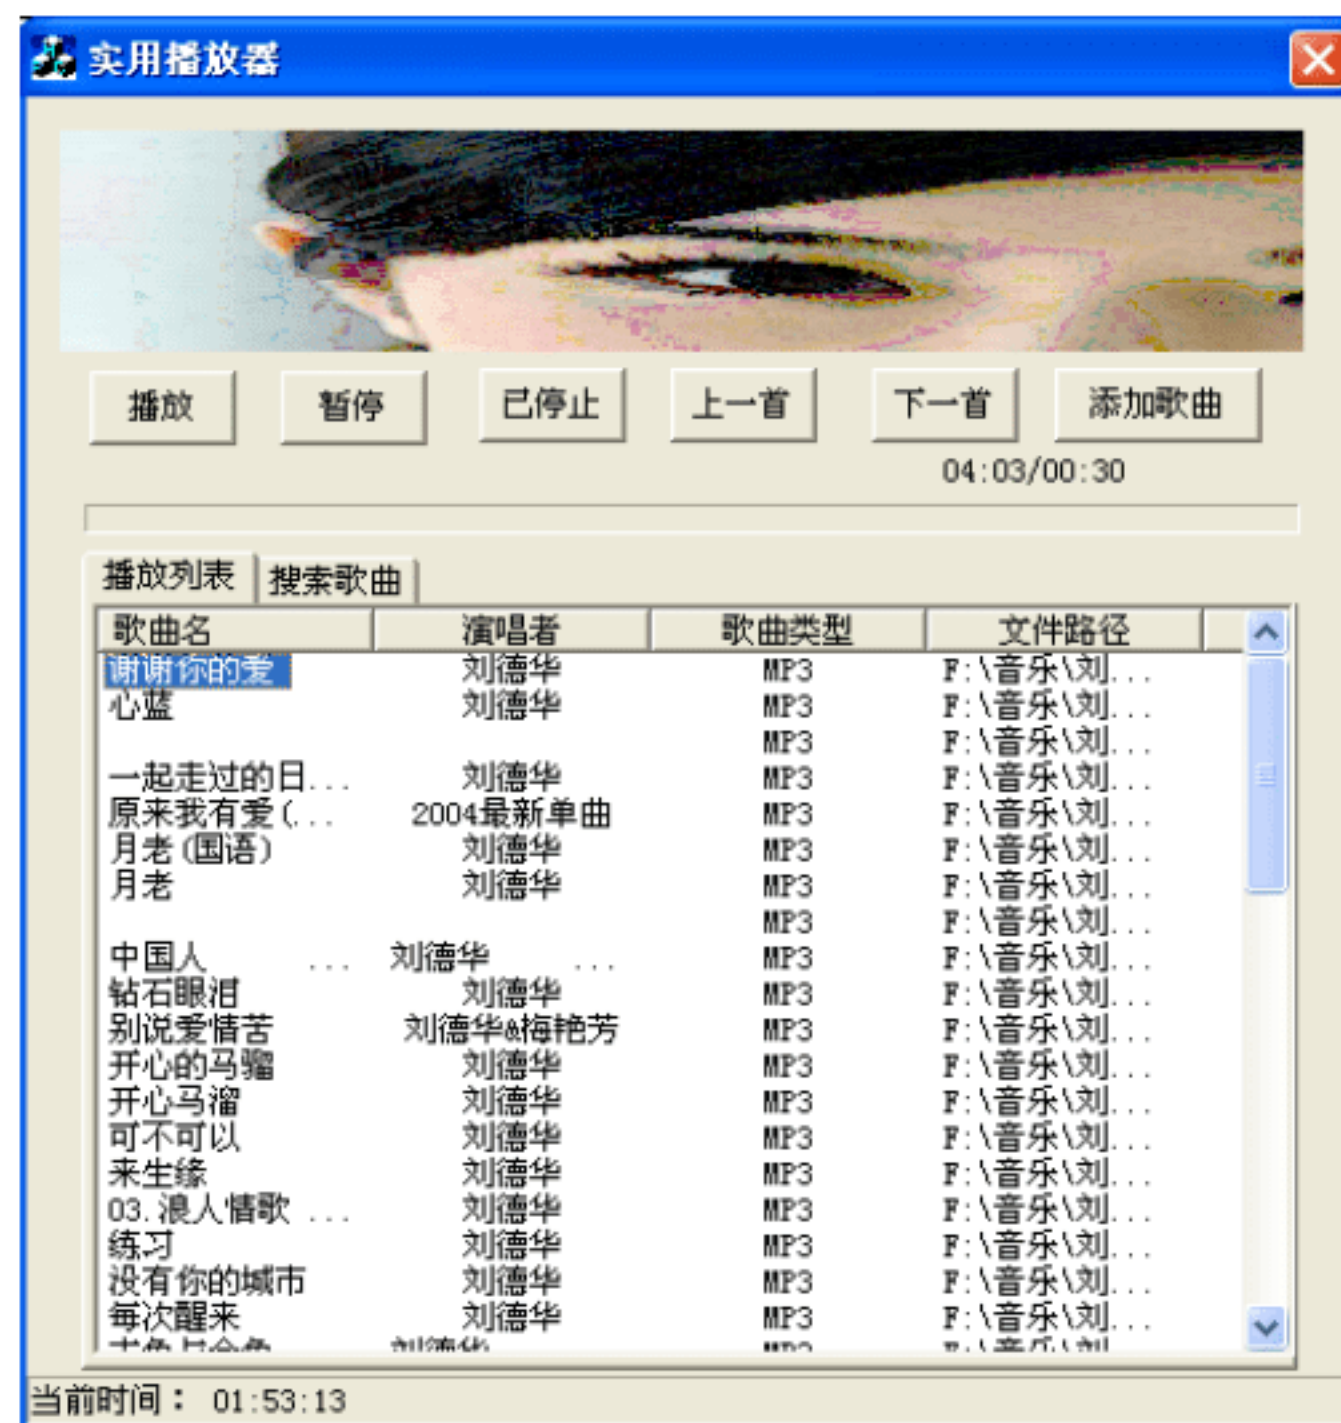 实用播放器
播放 暂停 已停止 上一首 下一首 添加歌曲
04:03/00:30
播放列表 搜索歌曲
歌曲名 演唱者 歌曲类型 文件路径
谢谢你的爱 刘德华 MP3 F:\音乐\刘...
心蓝 刘德华 MP3 F:\音乐\刘...
MP3 F:\音乐\刘...
一起走过的日... 刘德华 MP3 F:\音乐\刘...
原来我有爱(... 2004最新单曲 MP3 F:\音乐\刘...
月老(国语) 刘德华 MP3 F:\音乐\刘...
月老 刘德华 MP3 F:\音乐\刘...
MP3 F:\音乐\刘...
中国人 ... 刘德华 ... MP3 F:\音乐\刘...
钻石眼泪 刘德华 MP3 F:\音乐\刘...
别说爱情苦 刘德华&梅艳芳 MP3 F:\音乐\刘...
开心的马骝 刘德华 MP3 F:\音乐\刘...
开心马溜 刘德华 MP3 F:\音乐\刘...
可不可以 刘德华 MP3 F:\音乐\刘...
来生缘 刘德华 MP3 F:\音乐\刘...
03.浪人情歌 ... 刘德华 MP3 F:\音乐\刘...
练习 刘德华 MP3 F:\音乐\刘...
没有你的城市 刘德华 MP3 F:\音乐\刘...
每次醒来 刘德华 MP3 F:\音乐\刘...
当前时间： 01:53:13